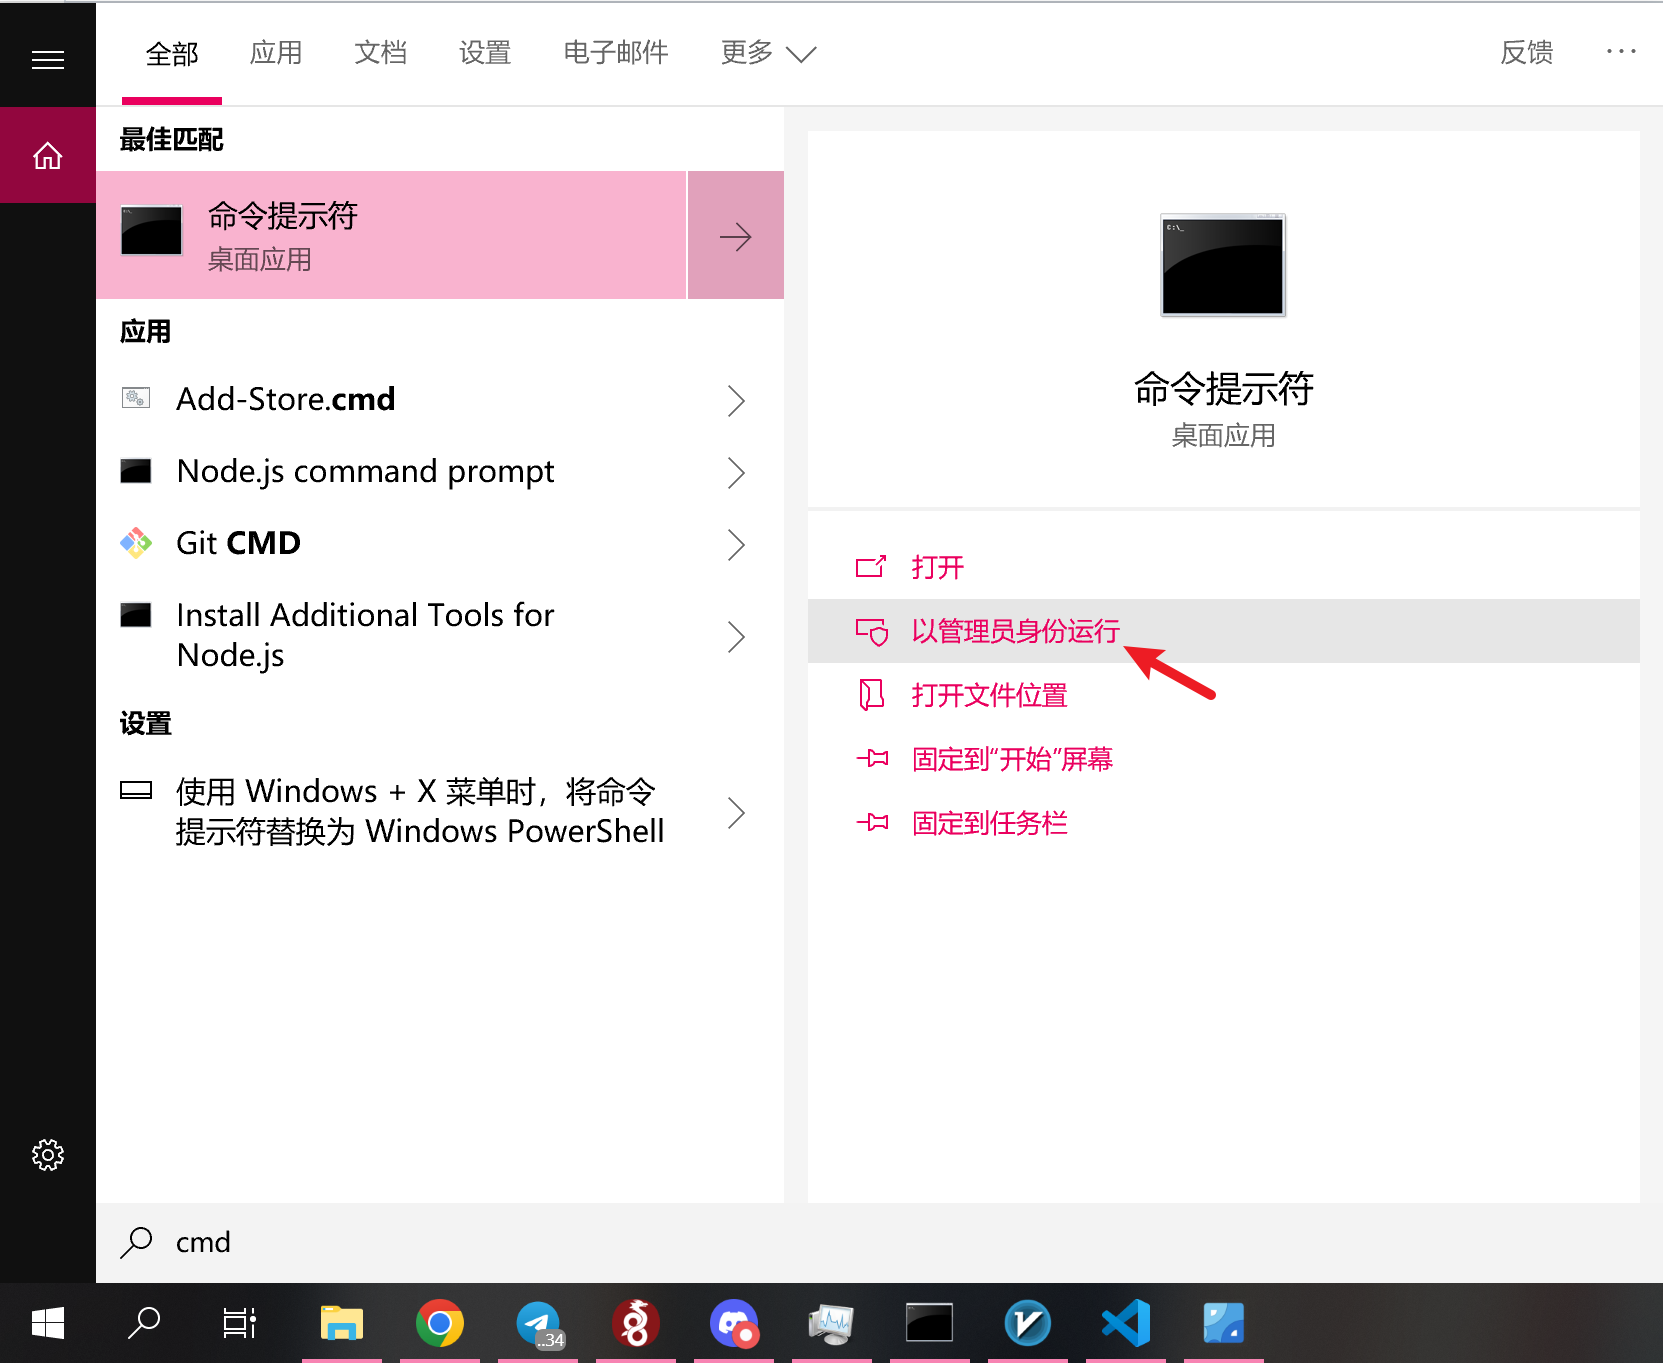 全部 应用 文档 设置 电子邮件 更多 反馈 ···
最佳匹配
命令提示符
桌面应用
应用
Add-Store.cmd
Node.js command prompt
Git CMD
Install Additional Tools for
Node.js
设置
使用 Windows + X 菜单时，将命令
提示符替换为 Windows PowerShell
C:\_
命令提示符
桌面应用
打开
以管理员身份运行
打开文件位置
固定到“开始”屏幕
固定到任务栏
cmd
..34